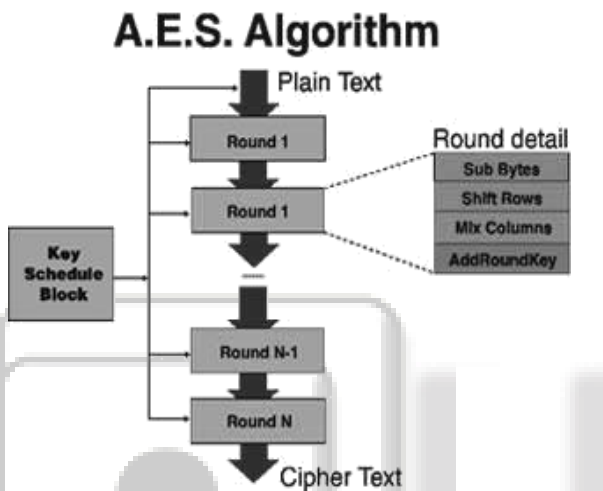 A.E.S. Algorithm
Plain Text
Round 1
Round detail
Sub Bytes
Shift Rows
Mix Columns
AddRoundKey
Round 1
Key
Schedule
Block
Round N-1
Round N
Cipher Text